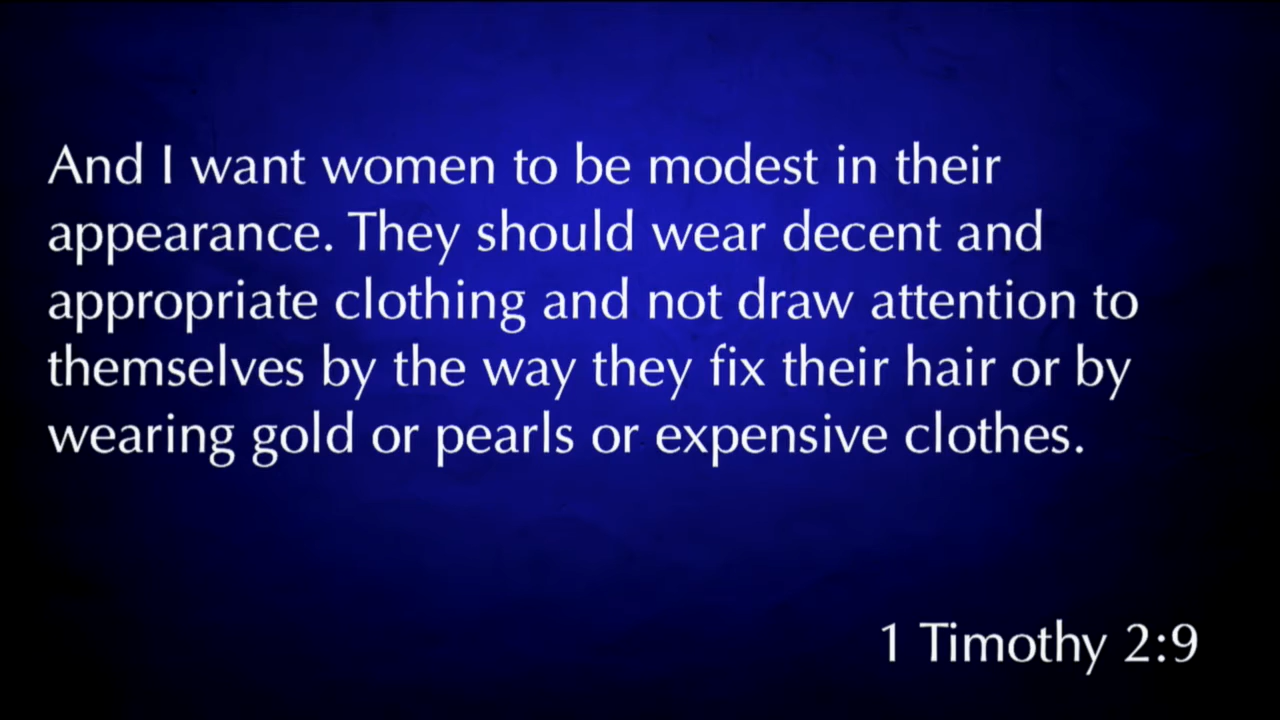 And I want women to be modest in their
appearance. They should wear decent and
appropriate clothing and not draw attention to
themselves by the way they fix their hair or by
wearing gold or pearls or expensive clothes.
1 Timothy 2:9